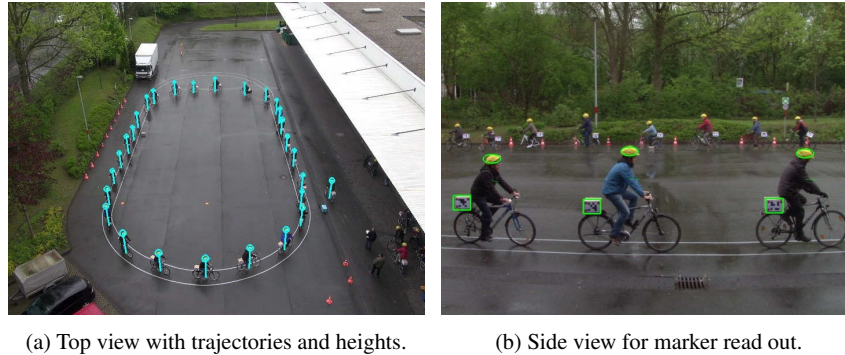 (a) Top view with trajectories and heights.
(b) Side view for marker read out.